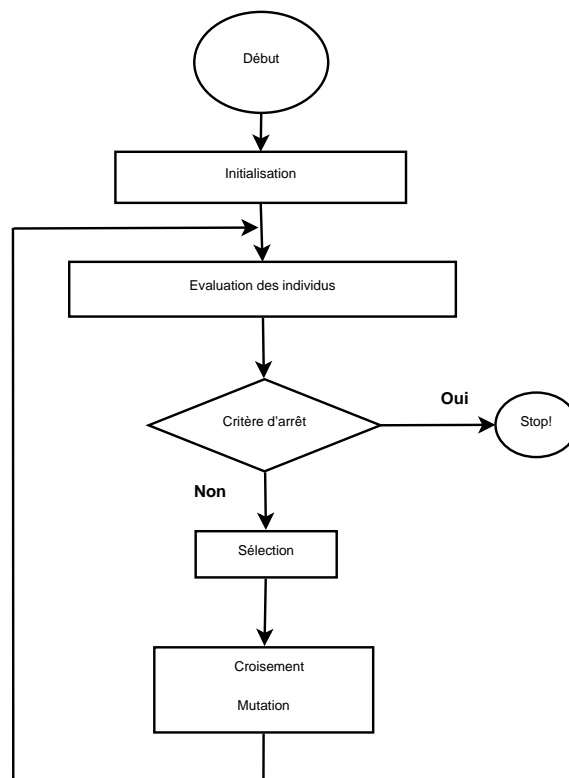 Début
Initialisation
Evaluation des individus
Critère d'arrêt
Oui
Stop!
Non
Sélection
Croisement
Mutation